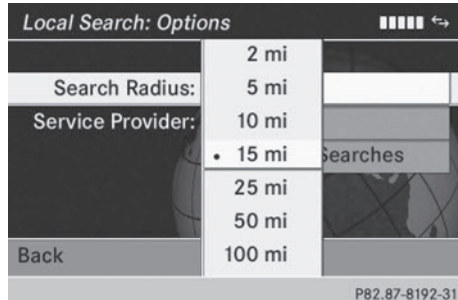 Local Search: Options
2 mi
Search Radius: 5 mi
Service Provider: 10 mi
• 15 mi Searches
25 mi
50 mi
Back 100 mi
P82.87-8192-31